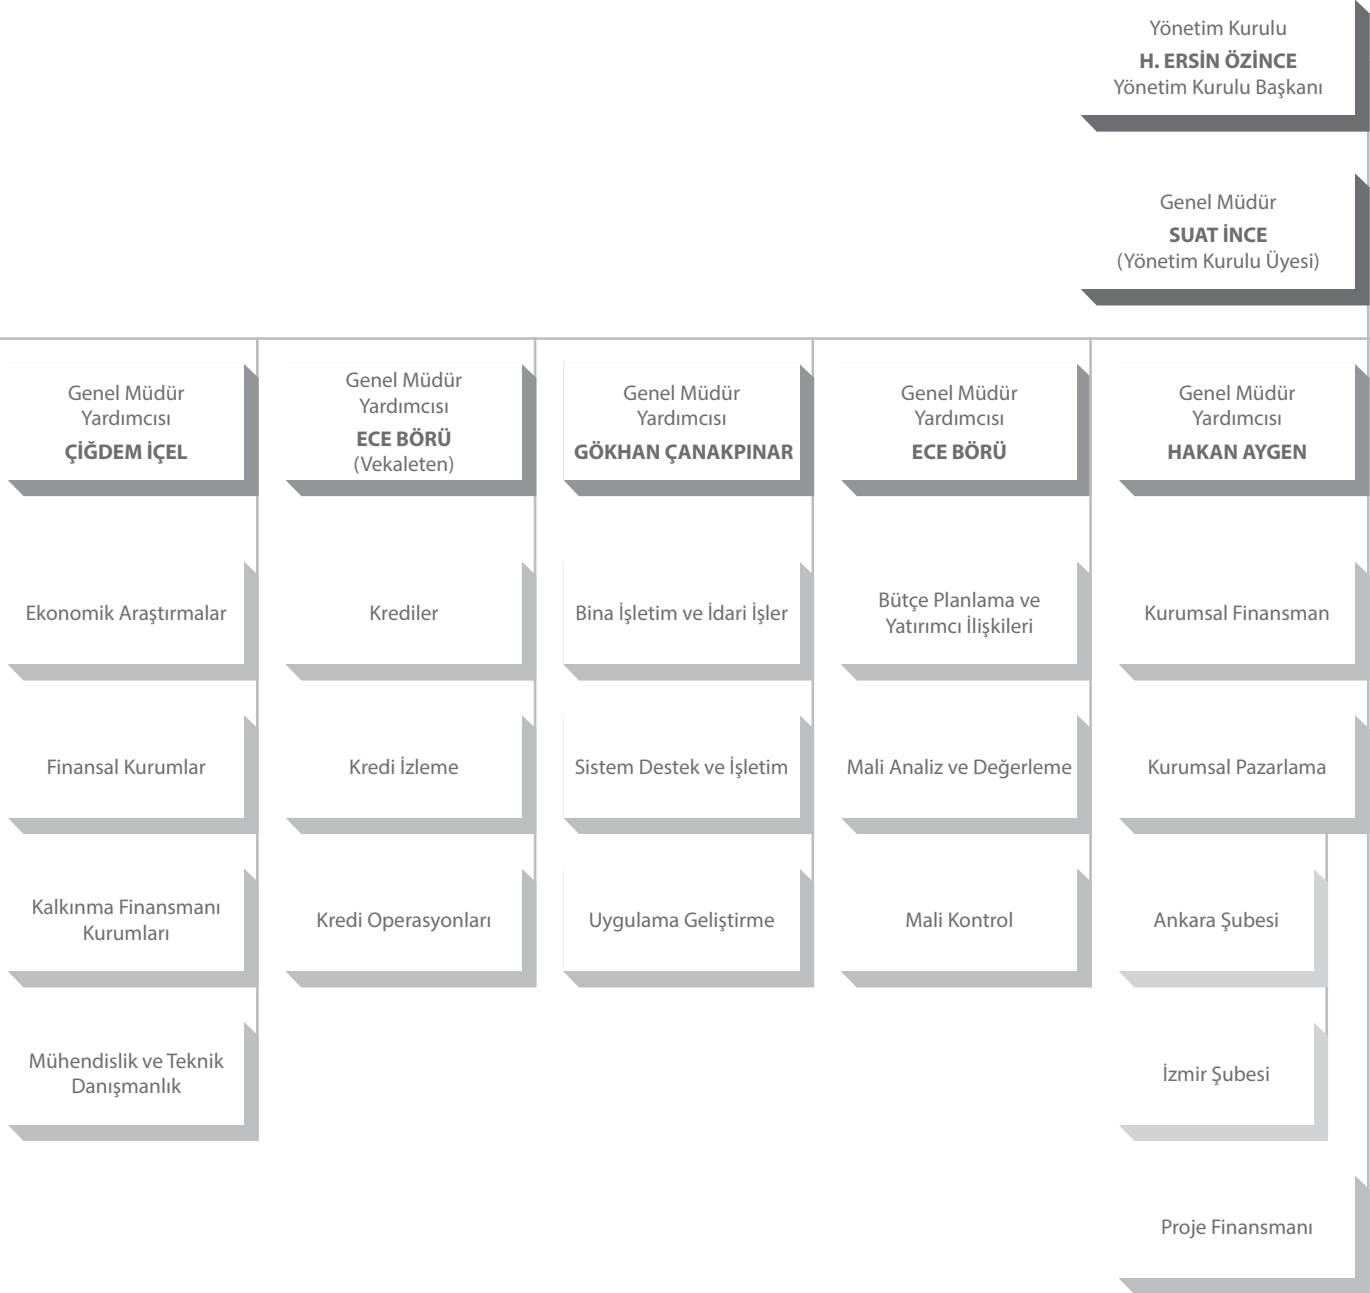 Yönetim Kurulu
H. ERSİN ÖZİNCE
Yönetim Kurulu Başkanı
Genel Müdür
SUAT İNCE
(Yönetim Kurulu Üyesi)
Genel Müdür
Yardımcısı
ÇİĞDEM İÇEL
Genel Müdür
Yardımcısı
ECE BÖRÜ
(Vekaleten)
Genel Müdür
Yardımcısı
GÖKHAN ÇANAKPINAR
Genel Müdür
Yardımcısı
ECE BÖRÜ
Genel Müdür
Yardımcısı
HAKAN AYGEN
Ekonomik Araştırmalar
Krediler
Bina İşletim ve İdari İşler
Bütçe Planlama ve
Yatırımcı İlişkileri
Kurumsal Finansman
Finansal Kurumlar
Kredi İzleme
Sistem Destek ve İşletim
Mali Analiz ve Değerleme
Kurumsal Pazarlama
Kalkınma Finansmanı
Kurumları
Kredi Operasyonları
Uygulama Geliştirme
Mali Kontrol
Ankara Şubesi
Mühendislik ve Teknik
Danışmanlık
İzmir Şubesi
Proje Finansmanı